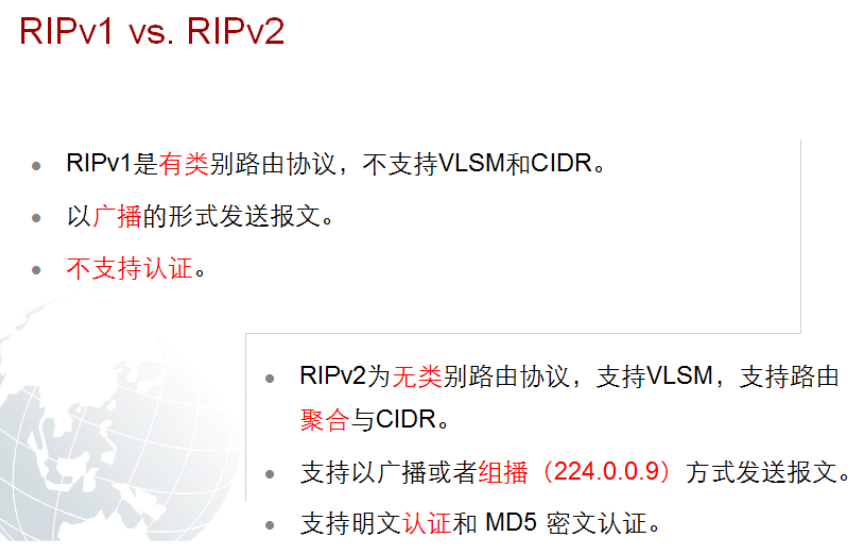 RIPv1 vs. RIPv2
RIPv1是有类别路由协议，不支持VLSM和CIDR。
以广播的形式发送报文。
不支持认证。
RIPv2为无类别路由协议，支持VLSM，支持路由
聚合与CIDR。
支持以广播或者组播（224.0.0.9）方式发送报文。
支持明文认证和 MD5 密文认证。